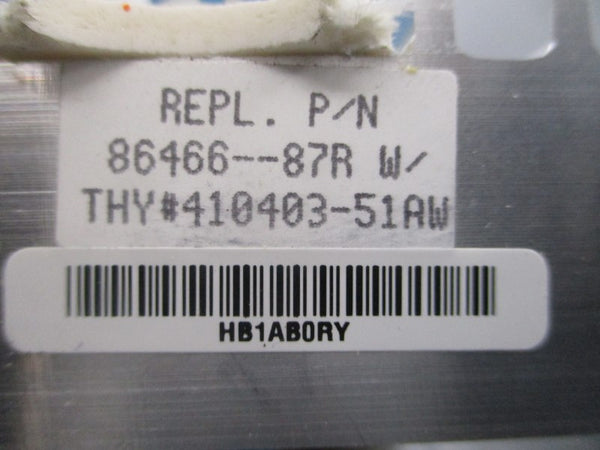 REPL. P/N
86466--87R W/
THY#410403-51AW
HB1AB0RY